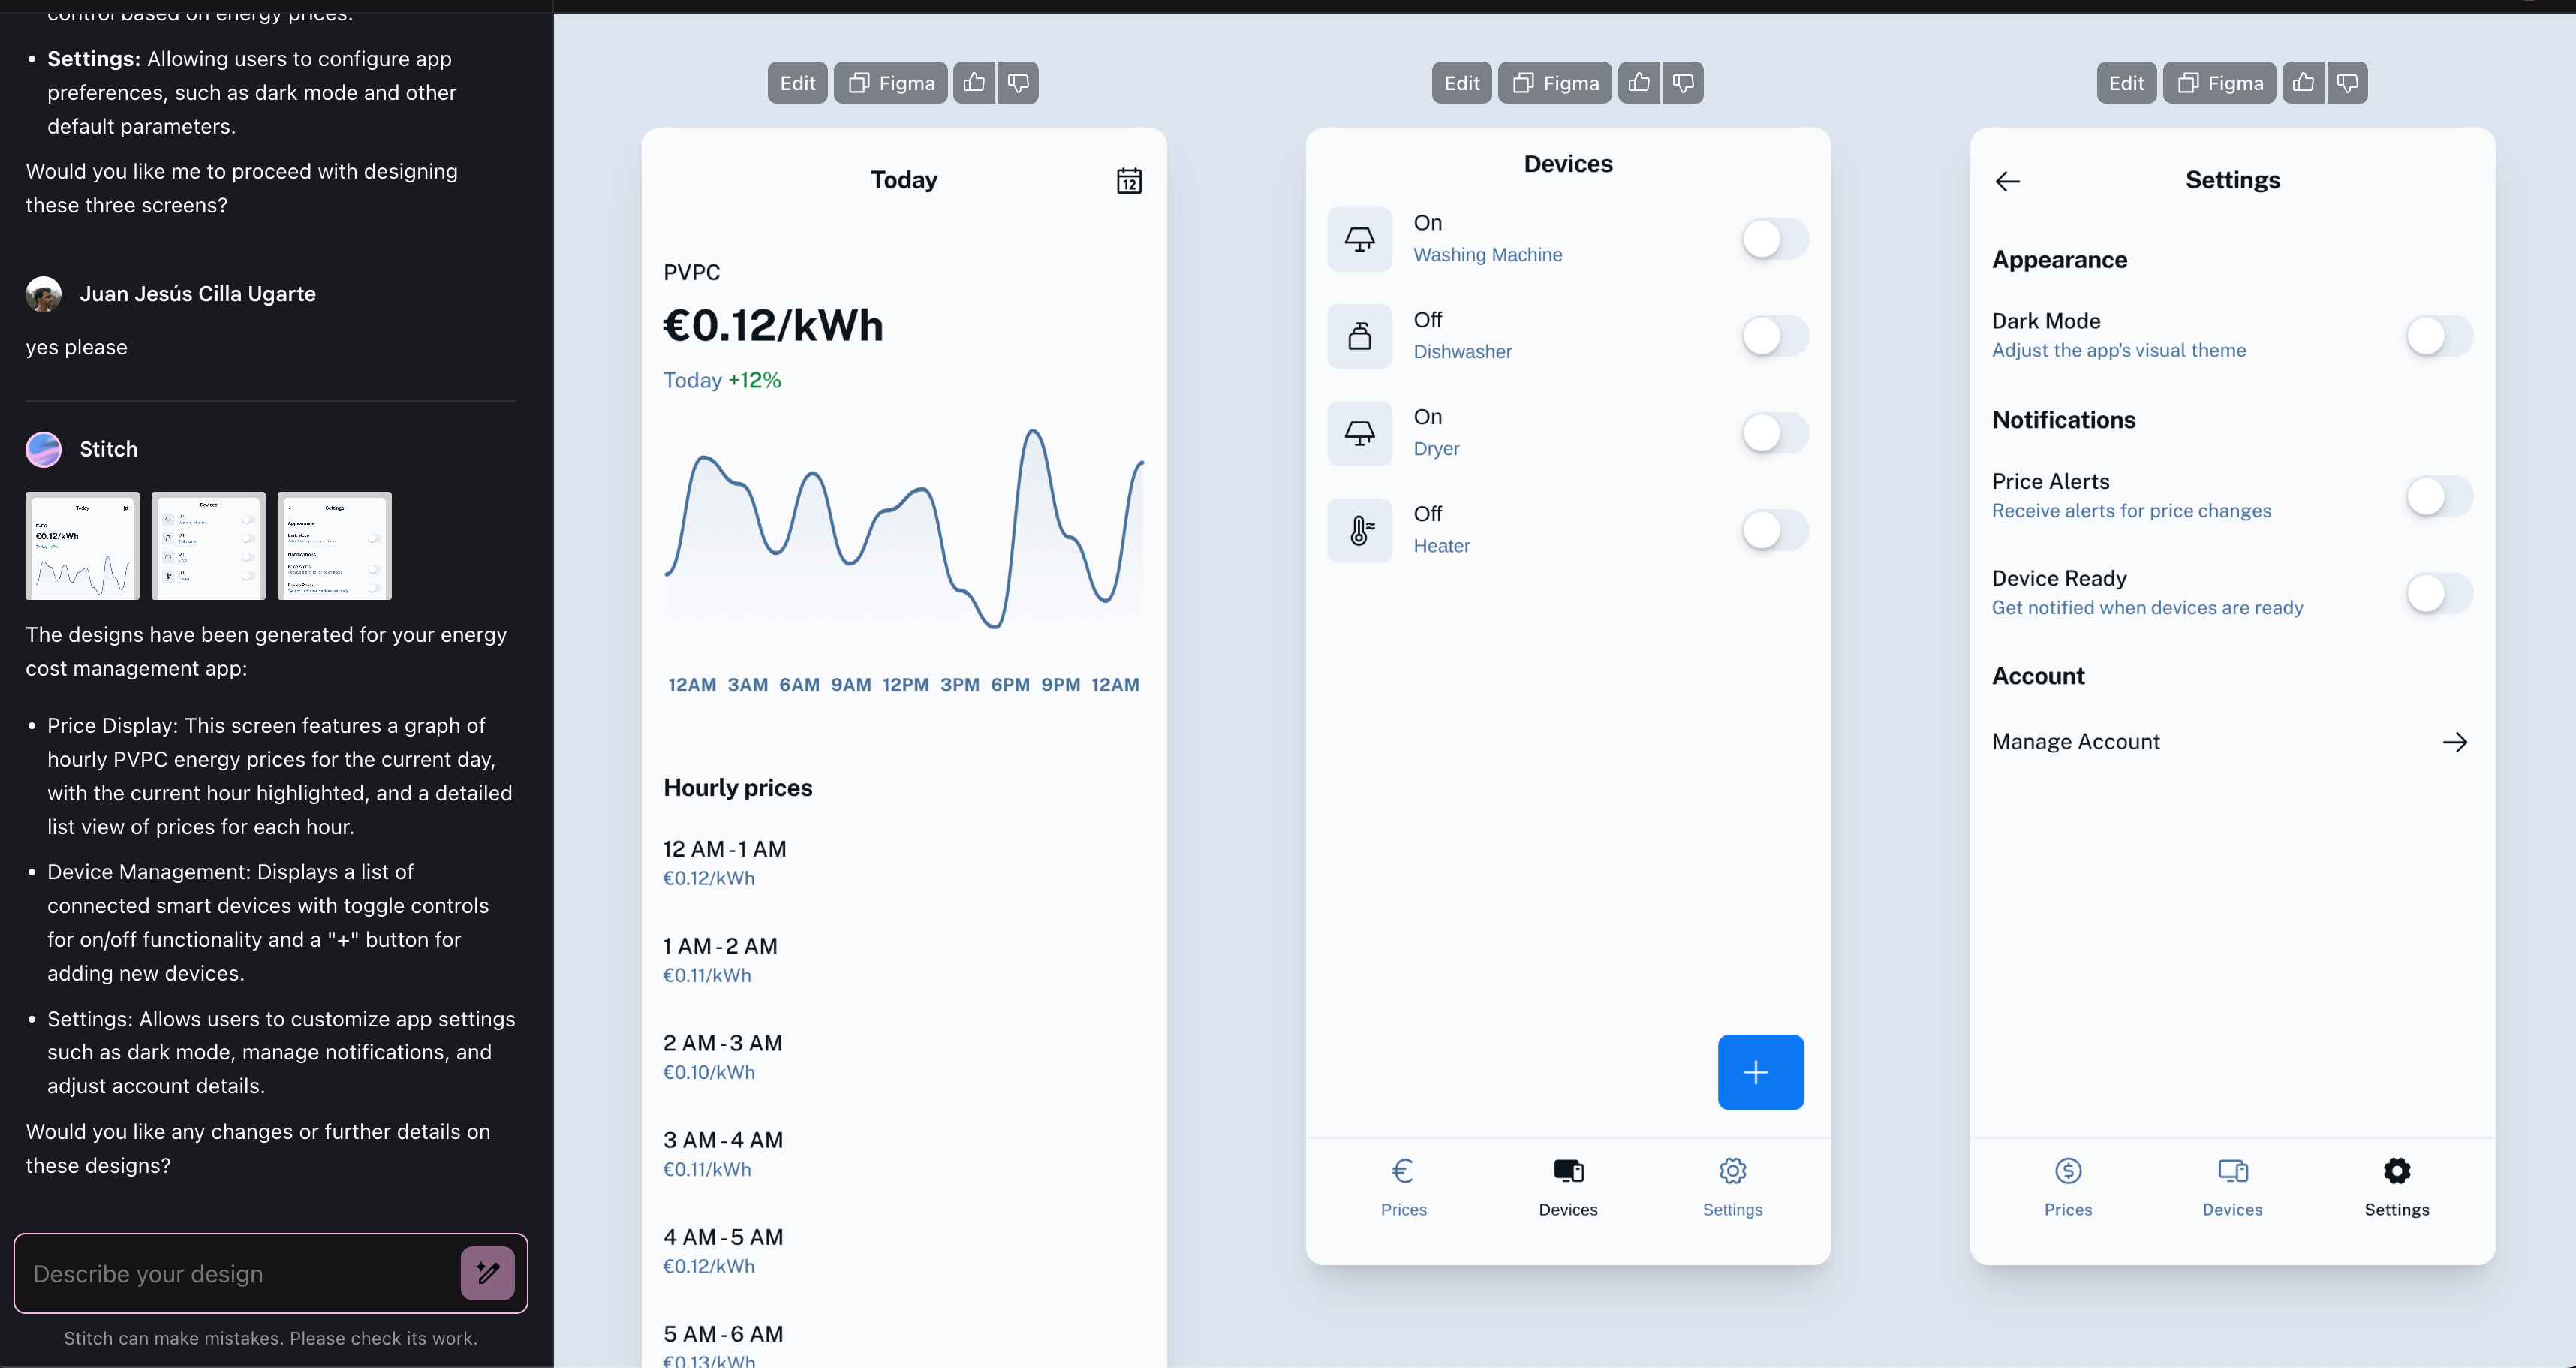 control based on energy prices.
• Settings: Allowing users to configure app
preferences, such as dark mode and other
default parameters.
Would you like me to proceed with designing
these three screens?
Juan Jesús Cilla Ugarte
yes please
Stitch
The designs have been generated for your energy
cost management app:
• Price Display: This screen features a graph of
hourly PVPC energy prices for the current day,
with the current hour highlighted, and a detailed
list view of prices for each hour.
• Device Management: Displays a list of
connected smart devices with toggle controls
for on/off functionality and a "+" button for
adding new devices.
• Settings: Allows users to customize app settings
such as dark mode, manage notifications, and
adjust account details.
Would you like any changes or further details on
these designs?
Describe your design
Stitch can make mistakes. Please check its work.
Edit Figma
Today
12
PVPC
€0.12/kWh
Today +12%
12AM 3AM 6AM 9AM 12PM 3PM 6PM 9PM 12AM
Hourly prices
12 AM - 1 AM
€0.12/kWh
1 AM - 2 AM
€0.11/kWh
2 AM - 3 AM
€0.10/kWh
3 AM - 4 AM
€0.11/kWh
4 AM - 5 AM
€0.12/kWh
5 AM - 6 AM
€0.13/kWh
Edit Figma
Devices
On
Washing Machine
Off
Dishwasher
On
Dryer
Off
Heater
+
€
Prices Devices Settings
Edit Figma
Settings
Appearance
Dark Mode
Adjust the app's visual theme
Notifications
Price Alerts
Receive alerts for price changes
Device Ready
Get notified when devices are ready
Account
Manage Account
$
Prices Devices Settings